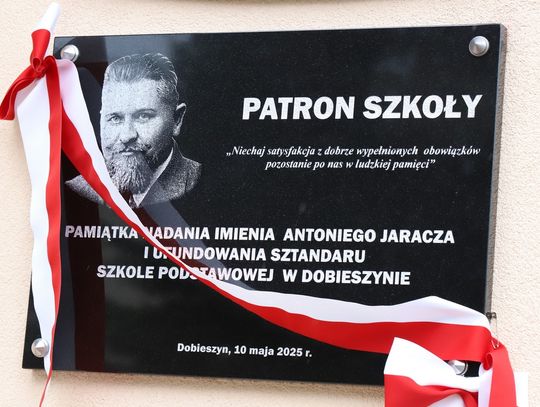 PATRON SZKOŁY
„Niechaj satysfakcja z dobrze wypełnionych obowiązków
pozostanie po nas w ludzkiej pamięci”
PAMIĄTKA NADANIA IMIENIA ANTONIEGO JARACZA
I UFUNDOWANIA SZTANDARU
SZKOLE PODSTAWOWEJ W DOBIESZYNIE
Dobieszyn, 10 maja 2025 r.